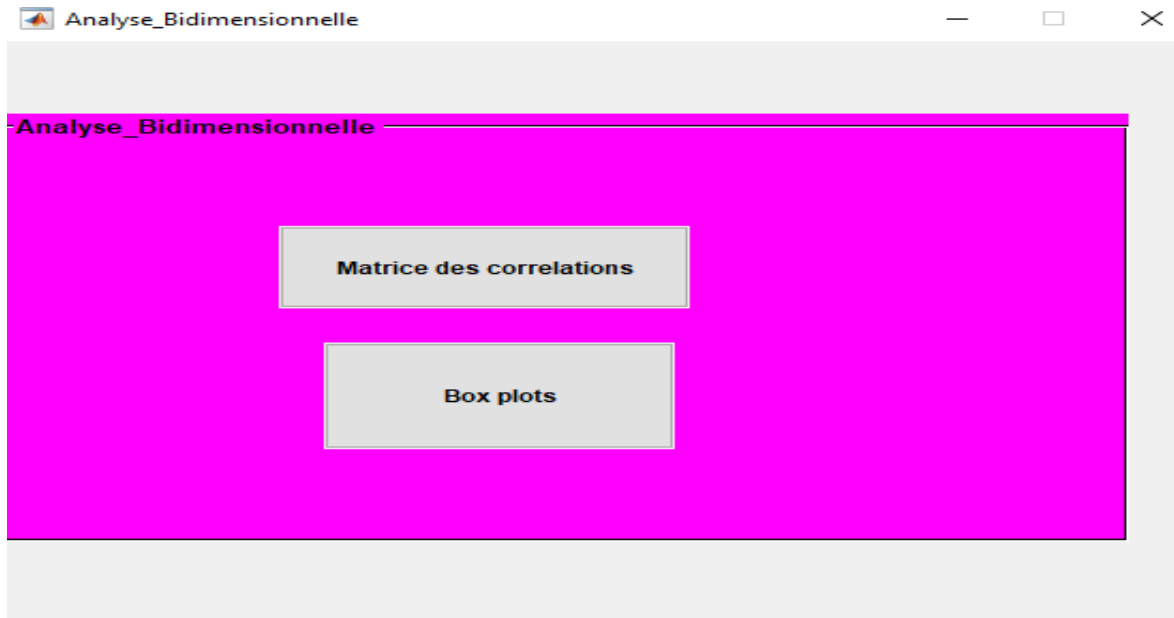 Analyse_Bidimensionnelle
Analyse_Bidimensionnelle
Matrice des correlations
Box plots